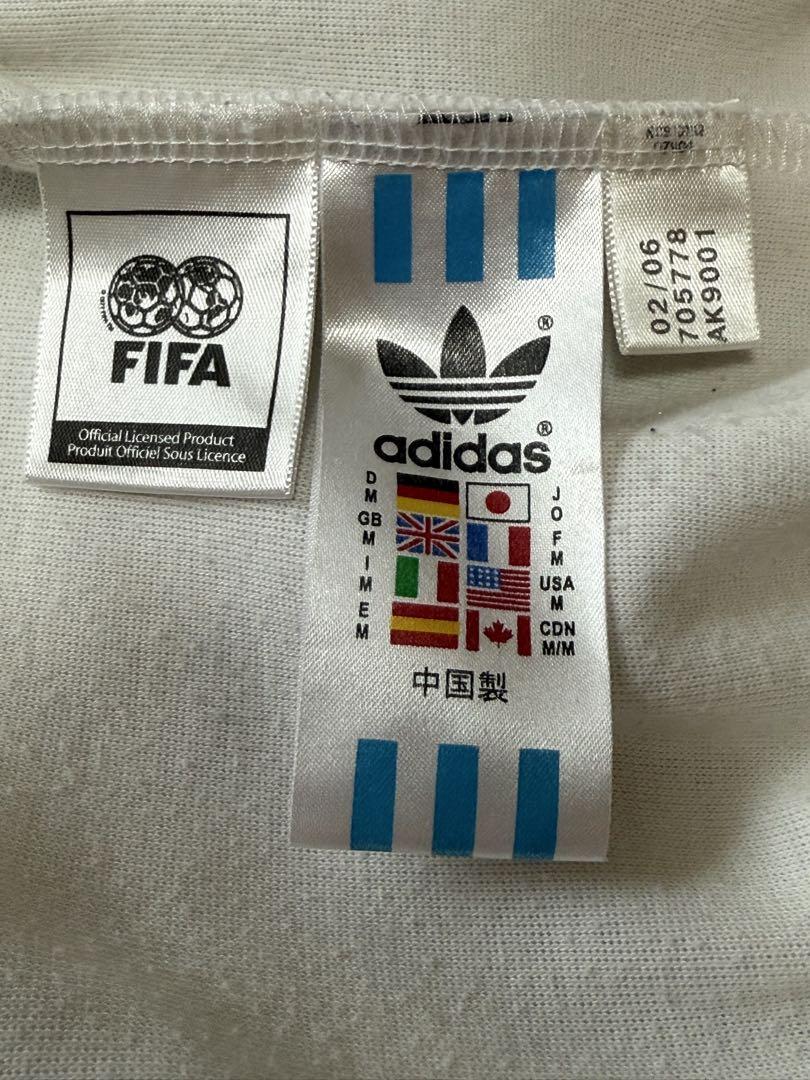 FIFA
Official Licensed Product
Produit Officiel Sous Licence
®
adidas®
D
M
GB
M
I
M
E
M
J
O
F
M
USA
M
CDN
M/M
中国製
02/06
705778
AK9001